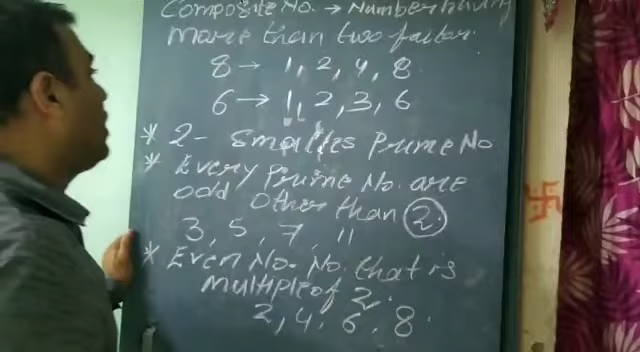 Composite No. → Number having
more than two factor.
8 → 1, 2, 4, 8
6 → 1, 2, 3, 6
* 2 - Smalles Prime No
* Every Prime No. are
odd other than 2.
3, 5, 7, 11
* Even No. - No. that is
multiple of 2.
2, 4, 6, 8.